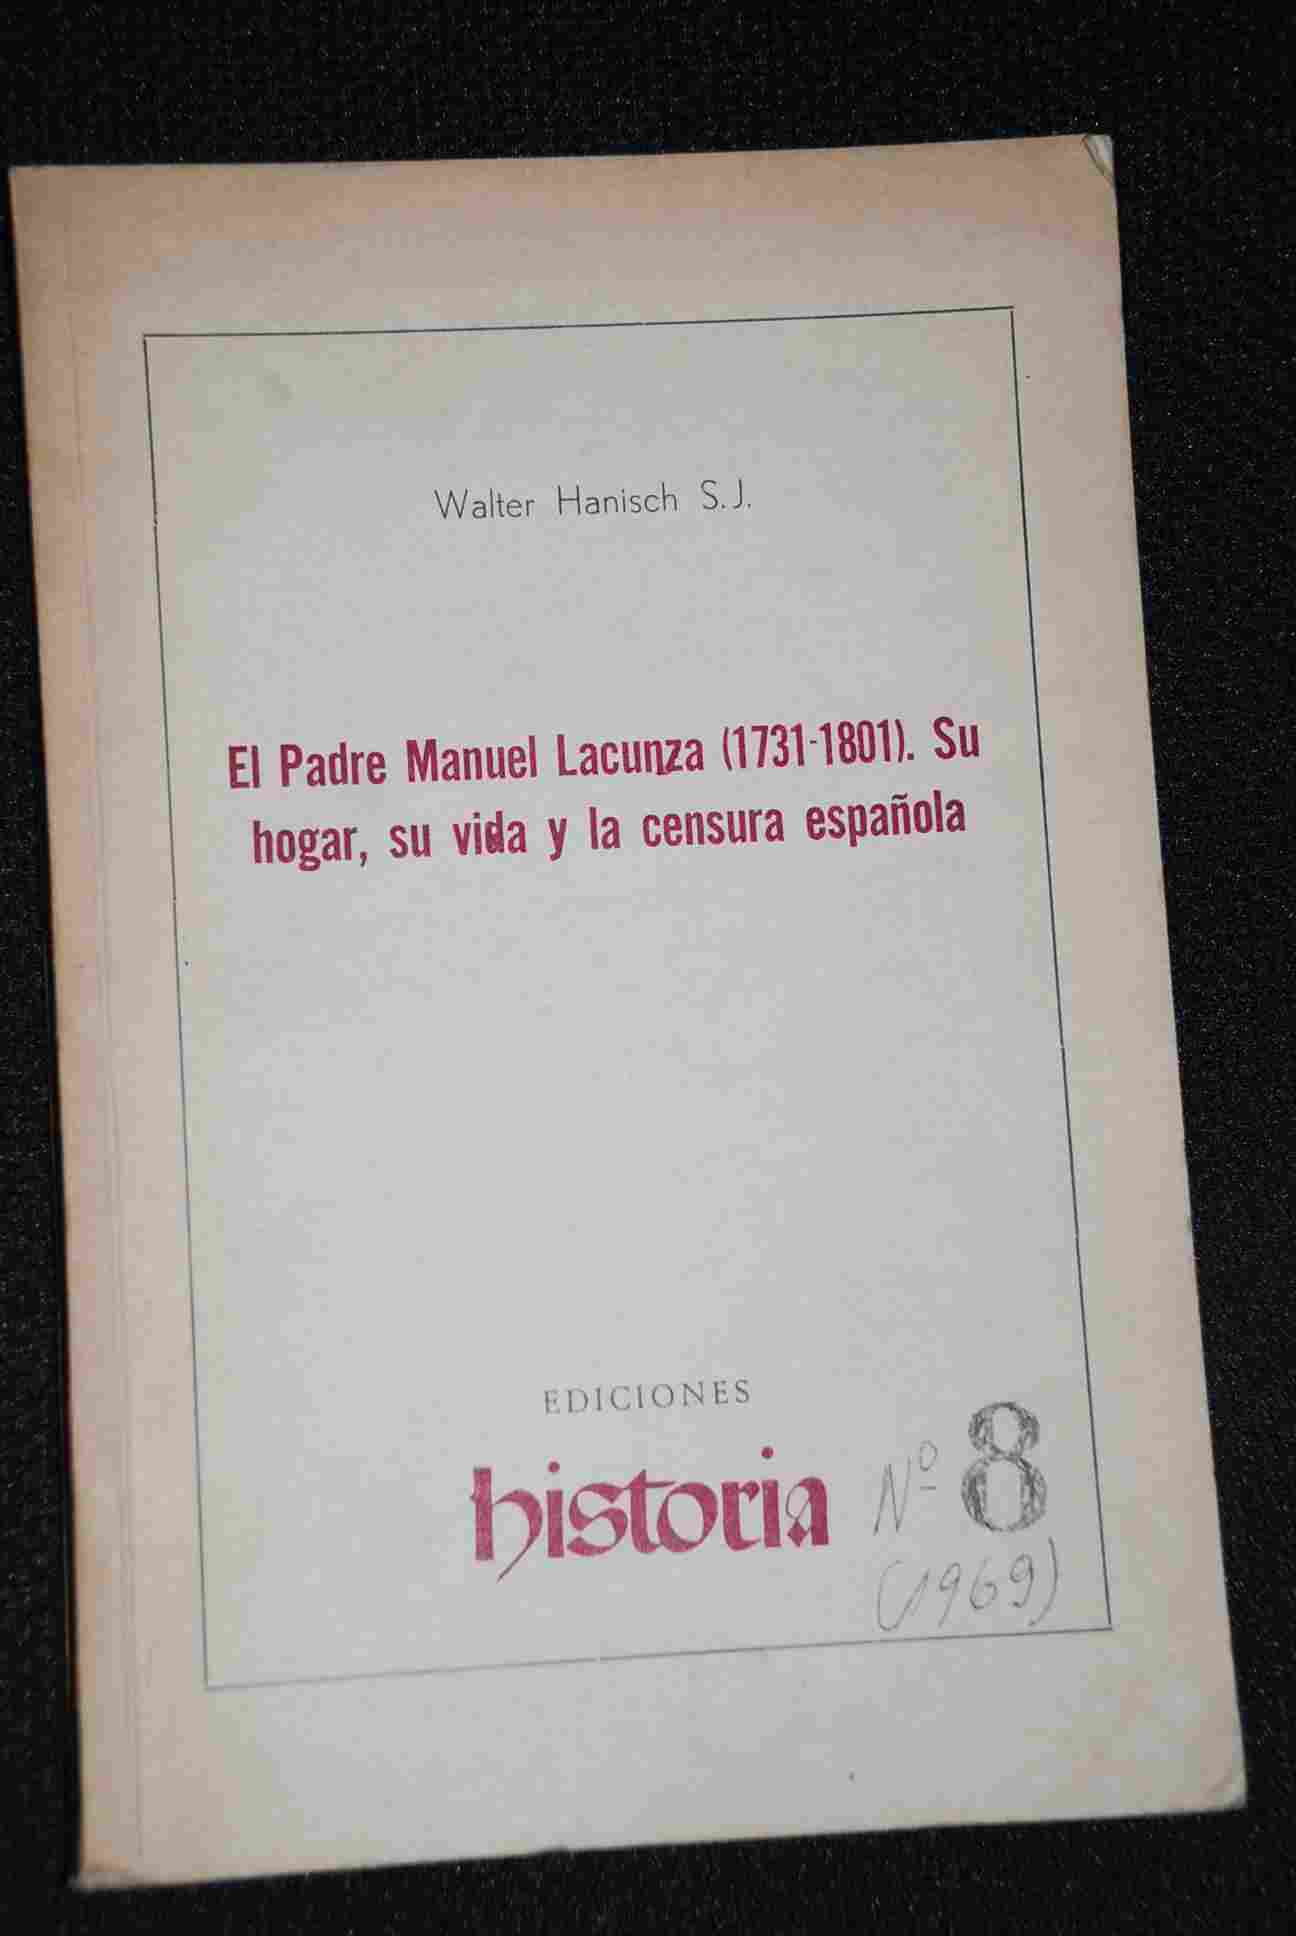 Walter Hanisch S.J.
El Padre Manuel Lacunza (1731-1801). Su
hogar, su vida y la censura española
EDICIONES
historia
Nº 8
(1969)